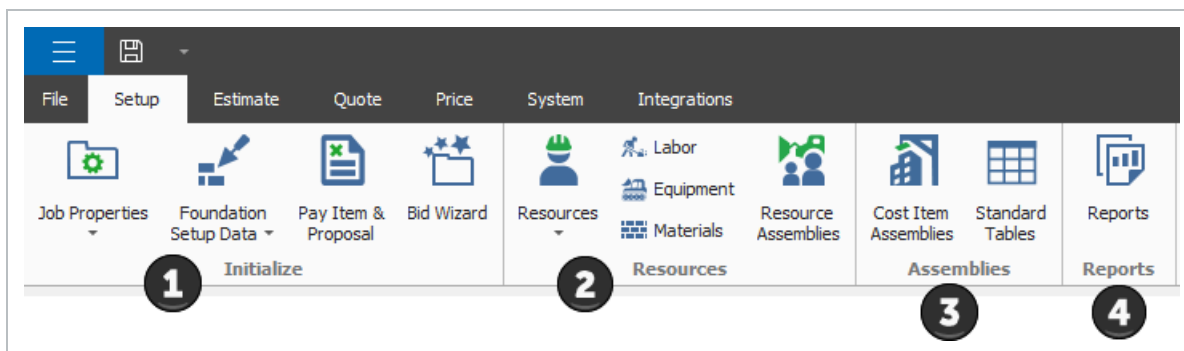 File Setup Estimate Quote Price System Integrations
Job Properties
Foundation
Setup Data
Pay Item &
Proposal
Bid Wizard
Initialize
1
Resources
Labor
Equipment
Materials
Resource
Assemblies
Resources
2
Cost Item
Assemblies
Standard
Tables
Assemblies
3
Reports
Reports
4